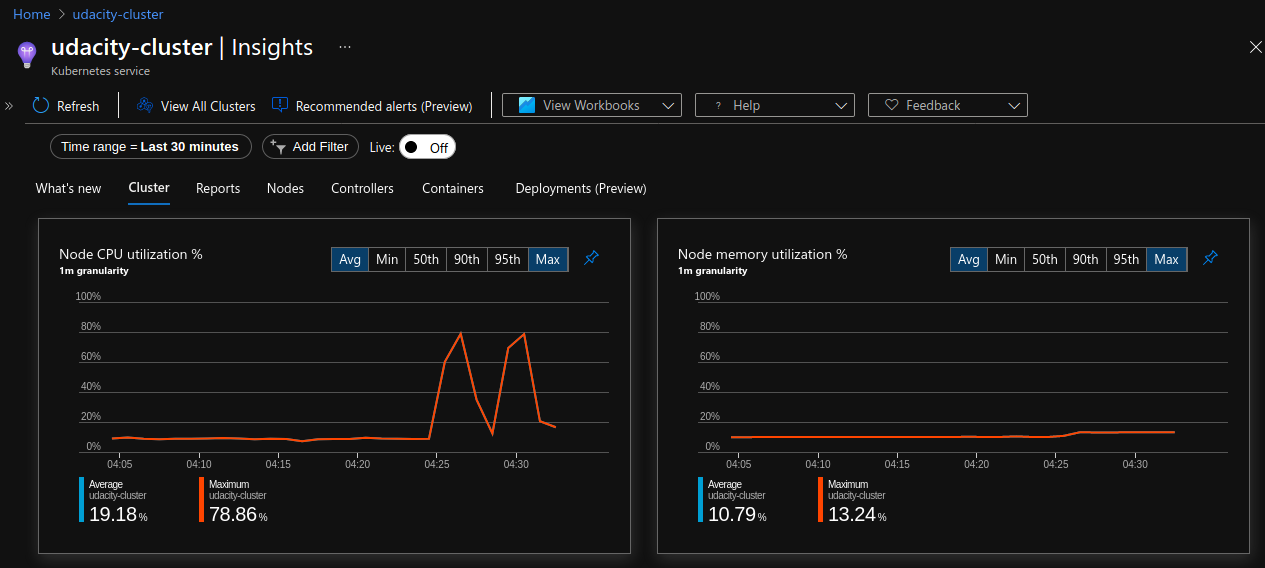 Home > udacity-cluster
udacity-cluster | Insights ...
Kubernetes service
» Refresh View All Clusters Recommended alerts (Preview) View Workbooks ? Help Feedback
Time range = Last 30 minutes Add Filter Live: Off
What's new Cluster Reports Nodes Controllers Containers Deployments (Preview)
Node CPU utilization %
1m granularity
Avg Min 50th 90th 95th Max
100%
80%
60%
40%
20%
0%
04:05 04:10 04:15 04:20 04:25 04:30
Average
udacity-cluster
19.18 %
Maximum
udacity-cluster
78.86 %
Node memory utilization %
1m granularity
Avg Min 50th 90th 95th Max
100%
80%
60%
40%
20%
0%
04:05 04:10 04:15 04:20 04:25 04:30
Average
udacity-cluster
10.79 %
Maximum
udacity-cluster
13.24 %